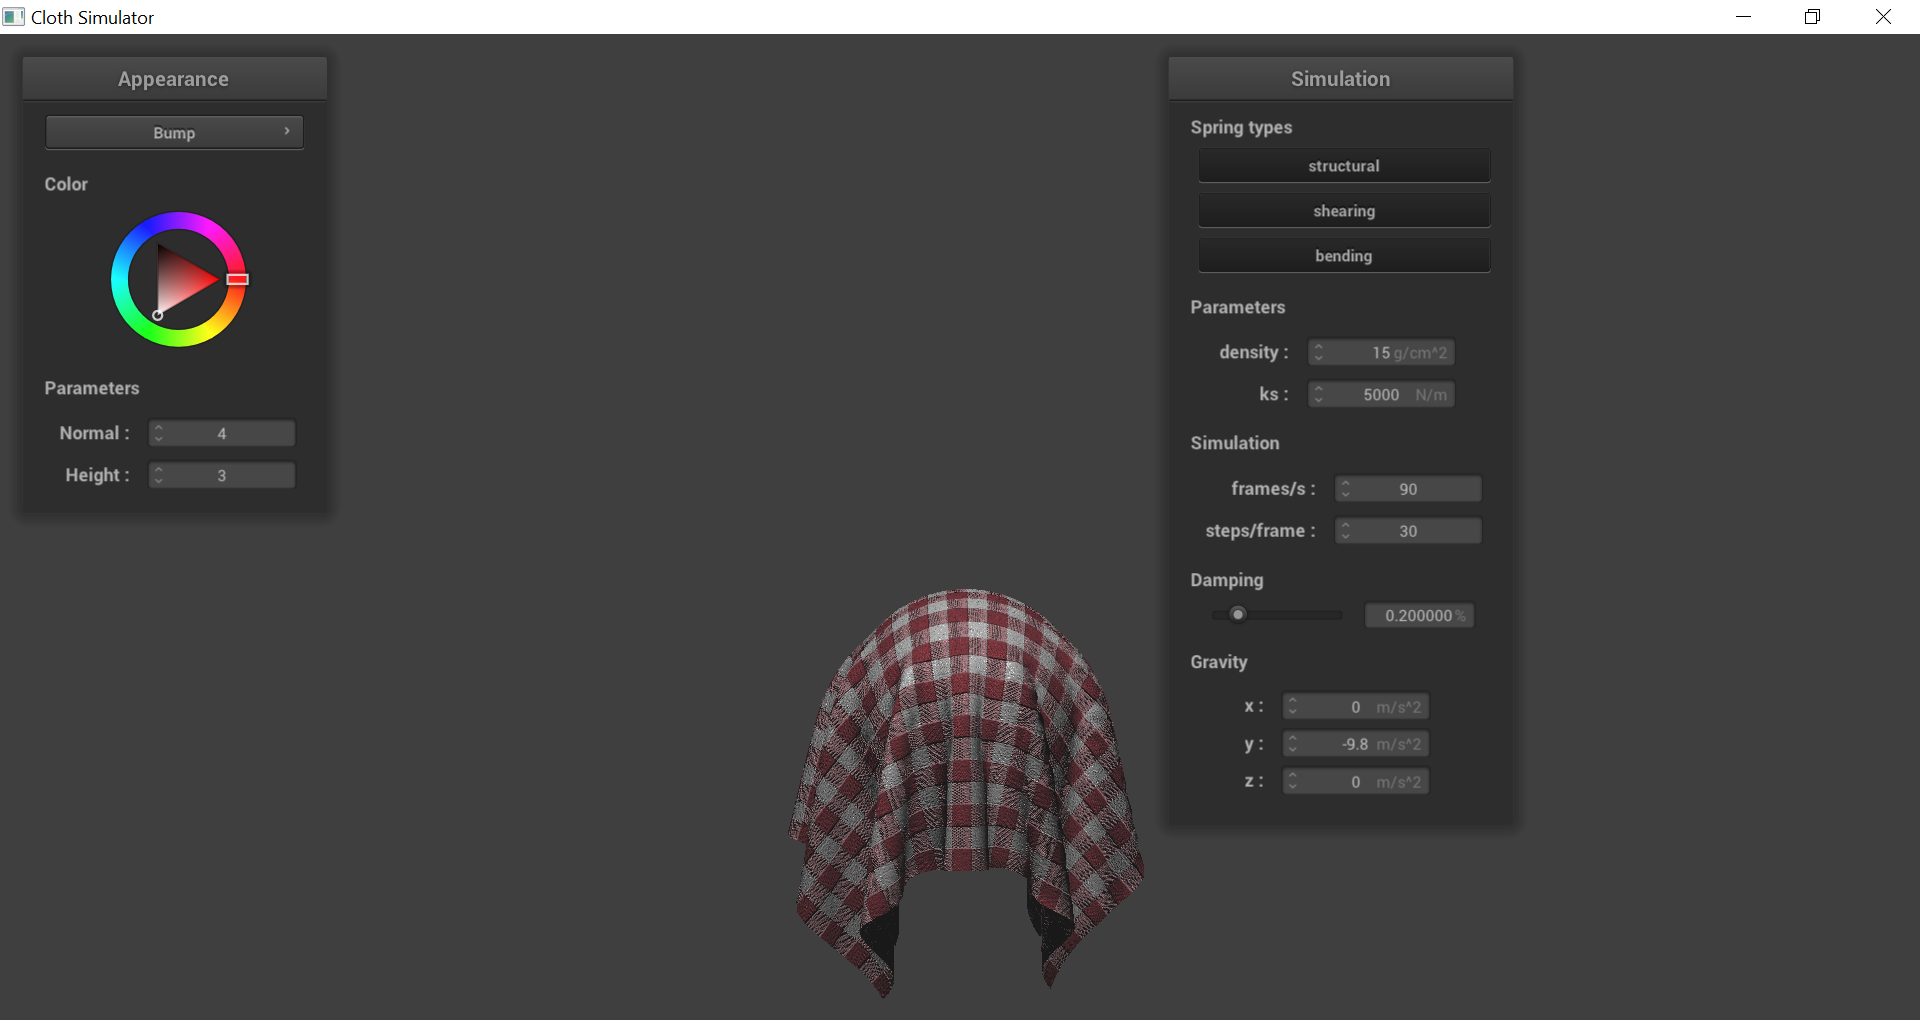 Cloth Simulator
Appearance
Bump
Color
Parameters
Normal : 4
Height : 3
Simulation
Spring types
structural
shearing
bending
Parameters
density : 15 g/cm^2
ks : 5000 N/m
Simulation
frames/s : 90
steps/frame : 30
Damping
0.200000 %
Gravity
x : 0 m/s^2
y : -9.8 m/s^2
z : 0 m/s^2